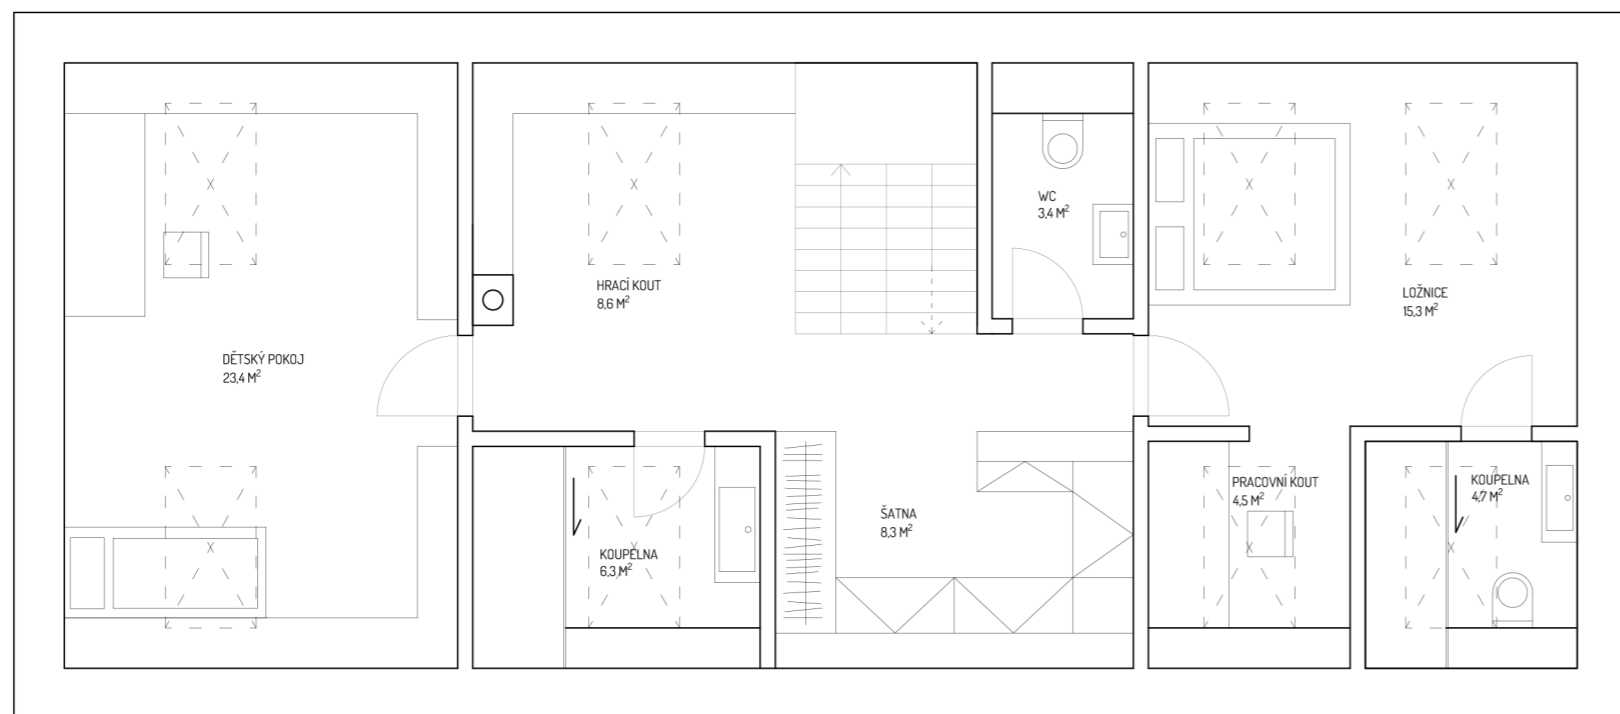 DĚTSKÝ POKOJ
23,4 M²
HRACÍ KOUT
8,6 M²
WC
3,4 M²
LOŽNICE
15,3 M²
KOUPELNA
6,3 M²
ŠATNA
8,3 M²
PRACOVNÍ KOUT
4,5 M²
KOUPELNA
4,7 M²